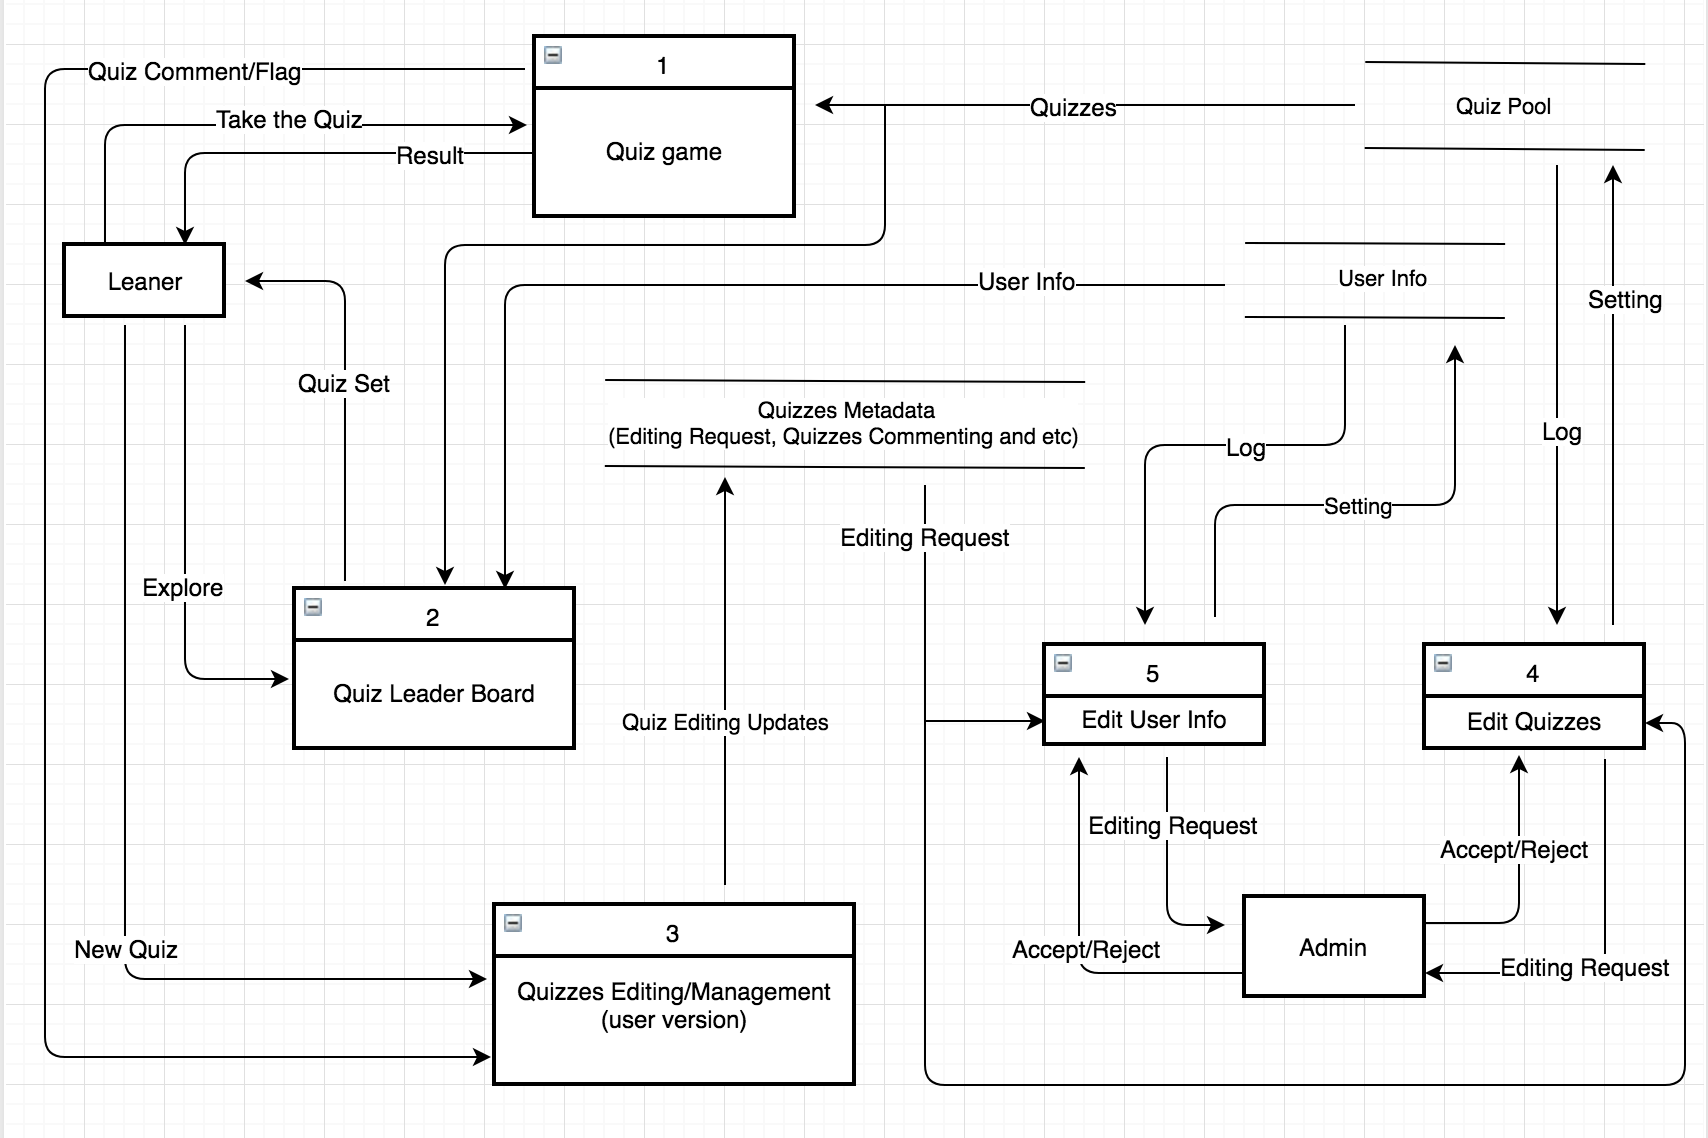 Quiz Comment/Flag
1
Quiz game
Take the Quiz
Result
Quizzes
Quiz Pool
Leaner
User Info
User Info
Setting
Quiz Set
Quizzes Metadata
(Editing Request, Quizzes Commenting and etc)
Log
Log
Setting
Editing Request
Explore
2
Quiz Leader Board
5
Edit User Info
4
Edit Quizzes
Quiz Editing Updates
Editing Request
Accept/Reject
New Quiz
3
Quizzes Editing/Management
(user version)
Accept/Reject
Admin
Editing Request